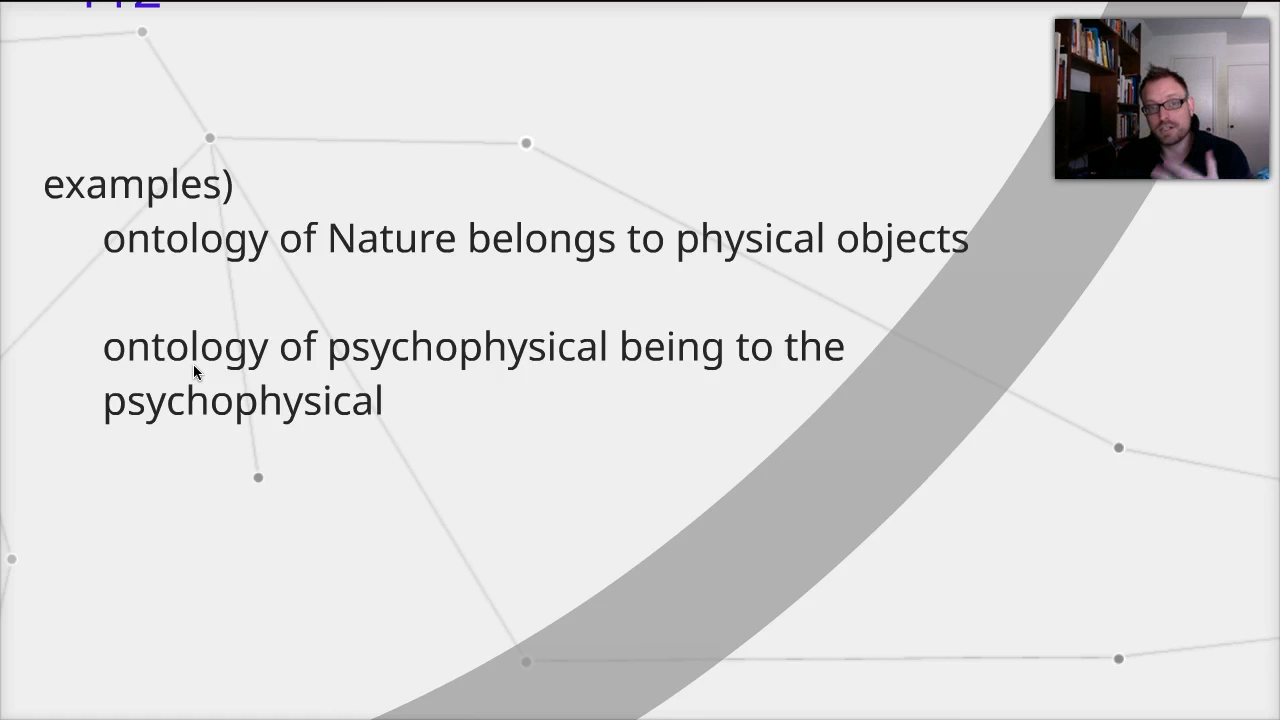 examples)
ontology of Nature belongs to physical objects
ontology of psychophysical being to the
psychophysical